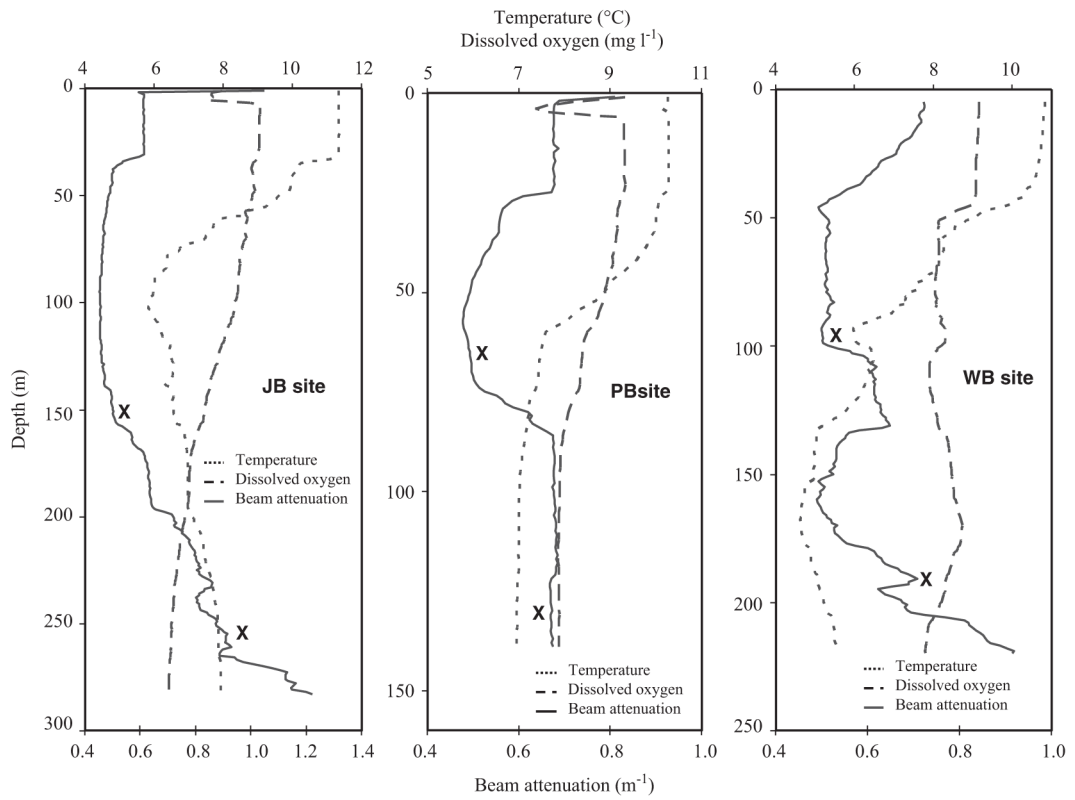 Temperature (°C)
Dissolved oxygen (mg l-1)
4 6 8 10 12
5 7 9 11
4 6 8 10
0
50
100
150
200
250
300
Depth (m)
X
X
JB site
Temperature
Dissolved oxygen
Beam attenuation
0.4 0.6 0.8 1.0 1.2 1.4
0
50
100
150
X
X
PBsite
Temperature
Dissolved oxygen
Beam attenuation
0.4 0.6 0.8 1.0
0
50
100
150
200
250
X
X
WB site
Temperature
Dissolved oxygen
Beam attenuation
0.4 0.6 0.8 1.0
Beam attenuation (m-1)